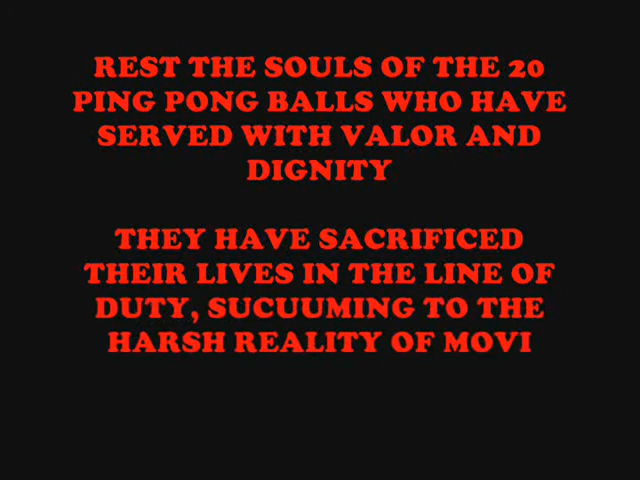 REST THE SOULS OF THE 20
PING PONG BALLS WHO HAVE
SERVED WITH VALOR AND
DIGNITY
THEY HAVE SACRIFICED
THEIR LIVES IN THE LINE OF
DUTY, SUCUUMING TO THE
HARSH REALITY OF MOVI